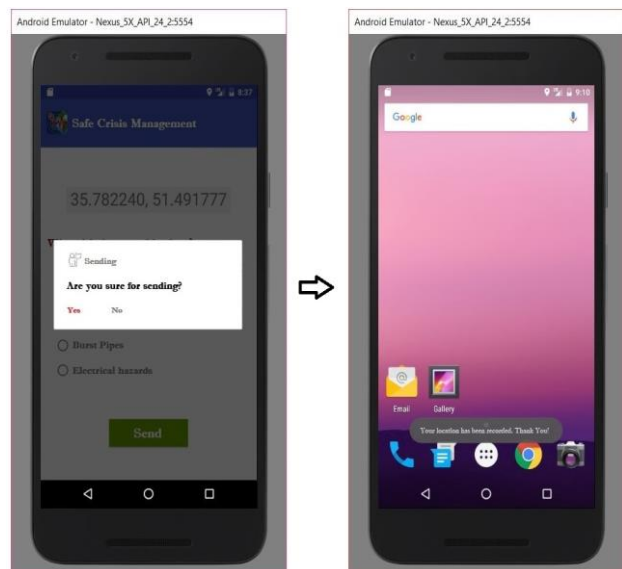 Android Emulator - Nexus_5X_API_24_2:5554
8:37
Safe Crisis Management
35.782240, 51.491777
Sending
Are you sure for sending?
Yes No
Burst Pipes
Electrical hazards
Send
Android Emulator - Nexus_5X_API_24_2:5554
9:10
Google
Email Gallery
Your location has been recorded. Thank You!